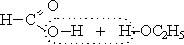 O
H—C
O—H + H—OC₂H₅